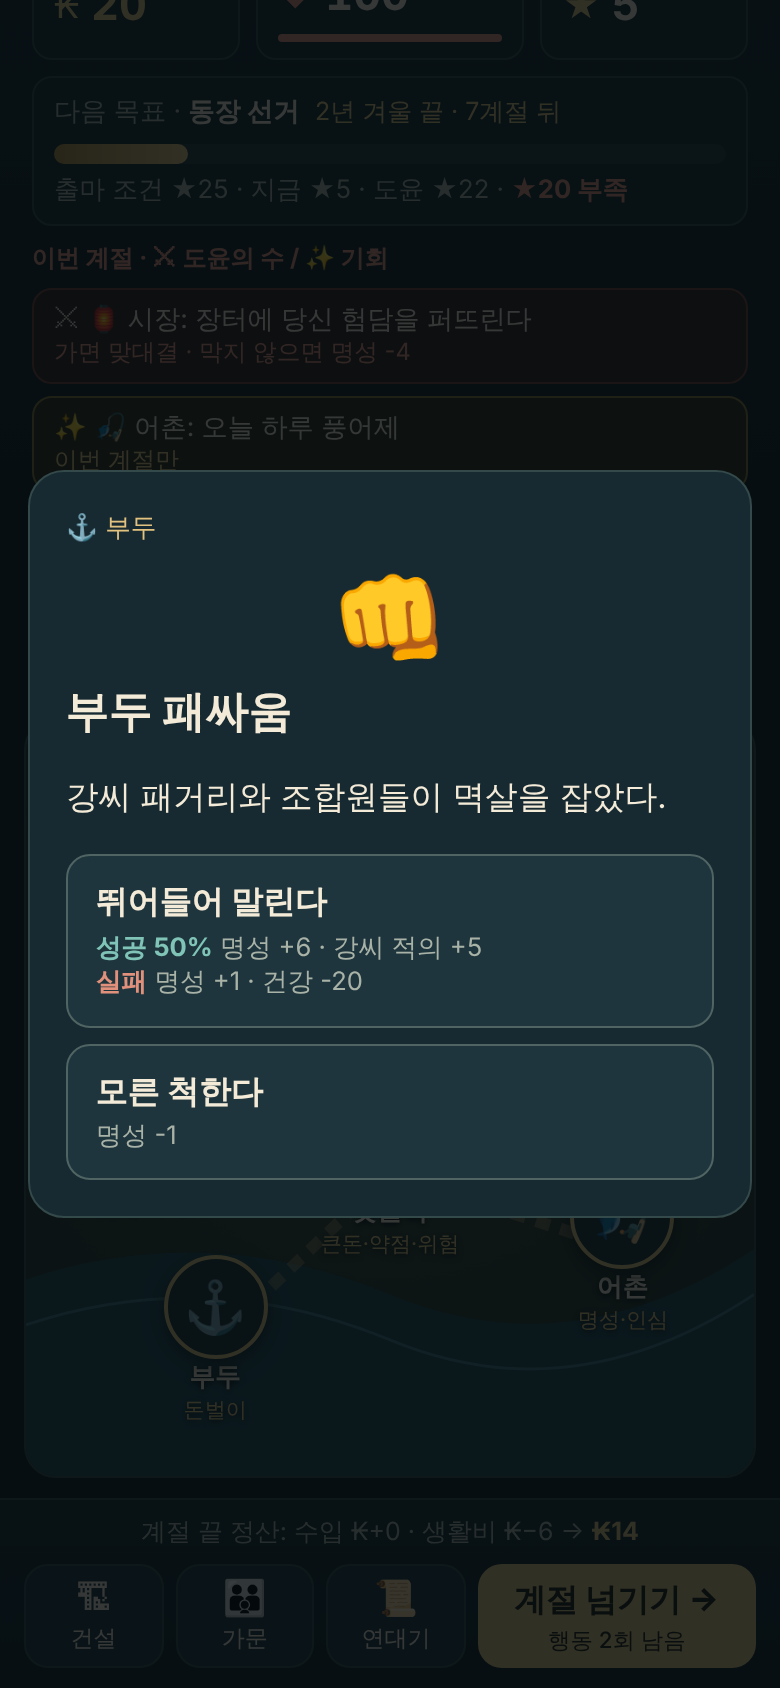 ₭ 20
100
★ 5
다음 목표 · 동장 선거 2년 겨울 끝 · 7계절 뒤
출마 조건 ★25 · 지금 ★5 · 도윤 ★22 · ★20 부족
이번 계절 · ⚔ 도윤의 수 / ✨ 기회
⚔ 🏮 시장: 장터에 당신 험담을 퍼뜨린다
가면 맞대결 · 막지 않으면 명성 -4
✨ 🎣 어촌: 오늘 하루 풍어제
이번 계절만
⚓ 부두
부두 패싸움
강씨 패거리와 조합원들이 멱살을 잡았다.
뛰어들어 말린다
성공 50% 명성 +6 · 강씨 적의 +5
실패 명성 +1 · 건강 -20
모른 척한다
명성 -1
큰돈·약점·위험
어촌
명성·인심
부두
돈벌이
계절 끝 정산: 수입 ₭+0 · 생활비 ₭−6 → ₭14
건설
가문
연대기
계절 넘기기 →
행동 2회 남음